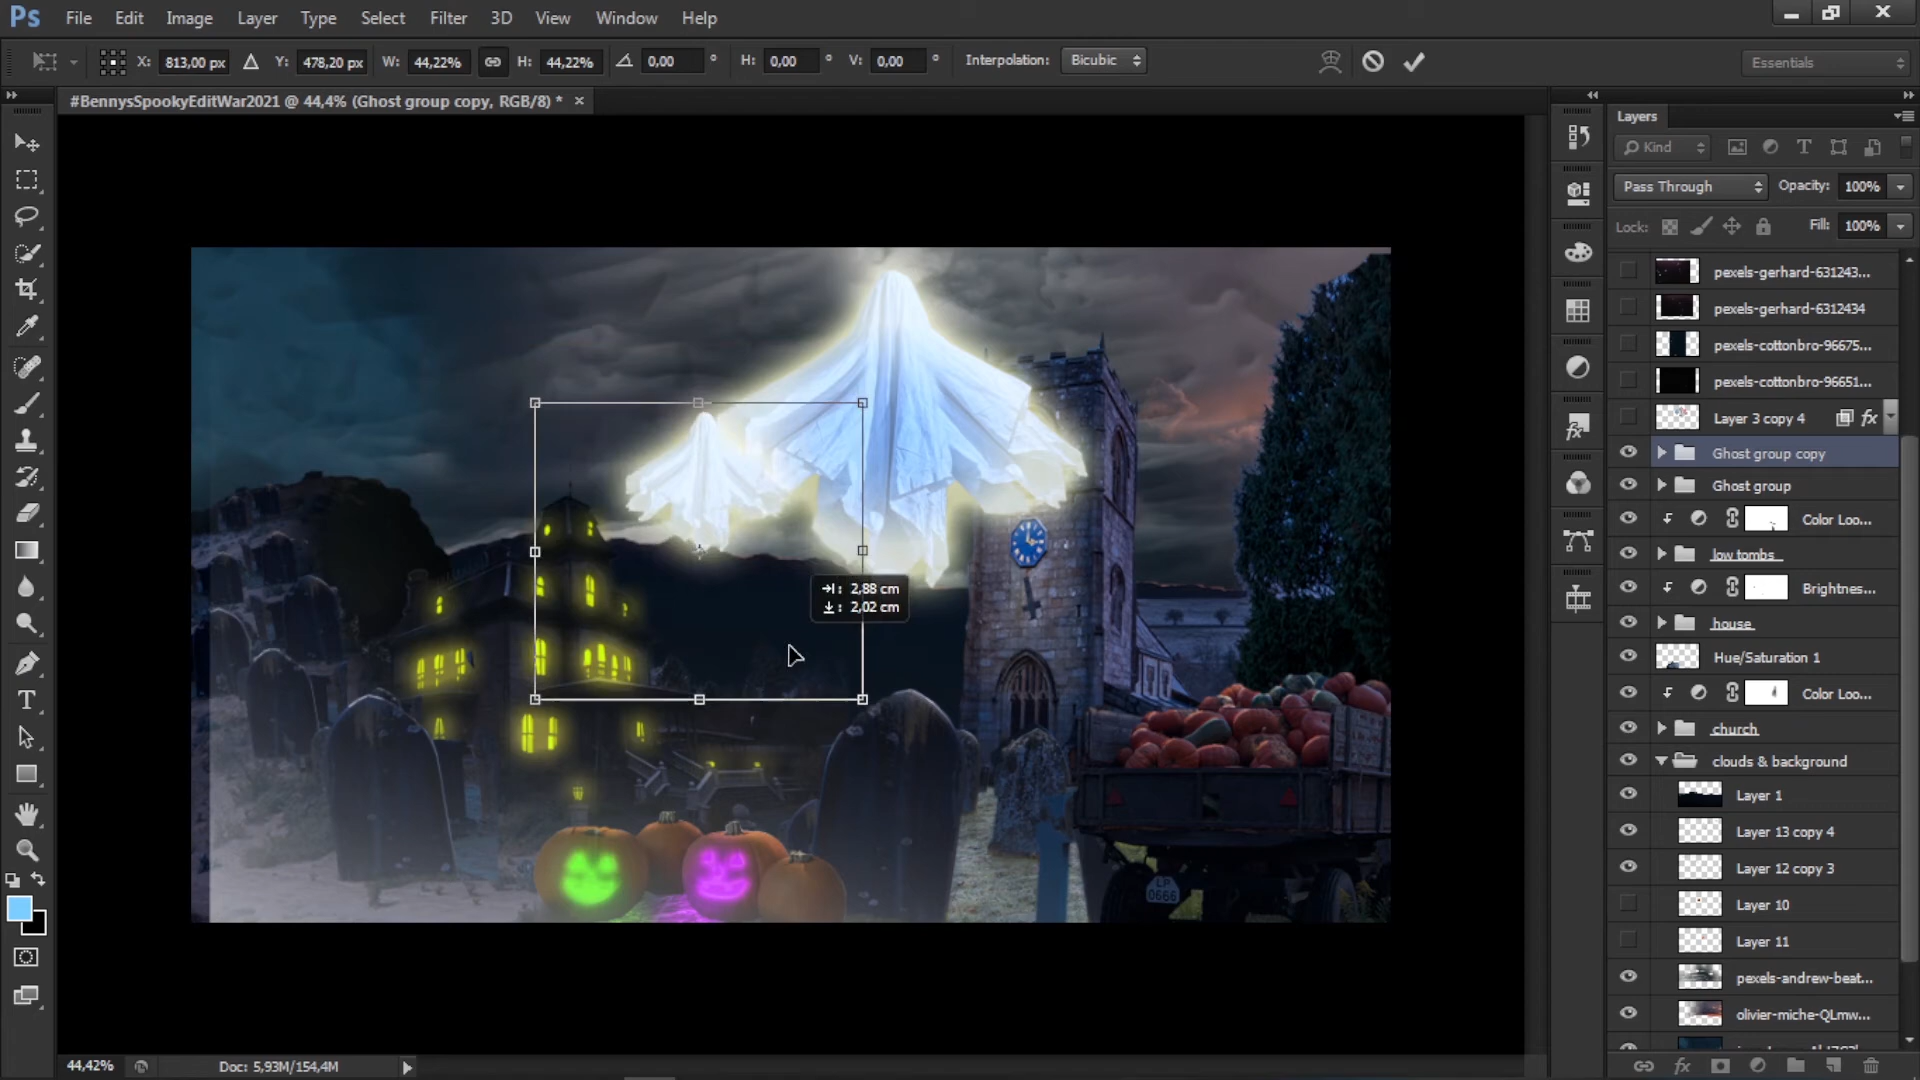 Ps File Edit Image Layer Type Select Filter 3D View Window Help
X: 813,00 px Y: 478,20 px W: 44,22% H: 44,22% 0,00 ° H: 0,00 ° V: 0,00 ° Interpolation: Bicubic Essentials
#BennysSpookyEditWar2021 @ 44,4% (Ghost group copy, RGB/8) * ×
Layers
Kind
Pass Through Opacity: 100%
Lock: Fill: 100%
pexels-gerhard-631243...
pexels-gerhard-6312434
pexels-cottonbro-96675...
pexels-cottonbro-96651...
Layer 3 copy 4 fx
Ghost group copy
Ghost group
Color Loo...
low tombs
Brightnes...
house
Hue/Saturation 1
Color Loo...
church
clouds & background
Layer 1
Layer 13 copy 4
Layer 12 copy 3
Layer 10
Layer 11
pexels-andrew-beat...
olivier-miche-QLmw...
2,88 cm
2,02 cm
LP
0666
44,42% Doc: 5,93M/154,4M